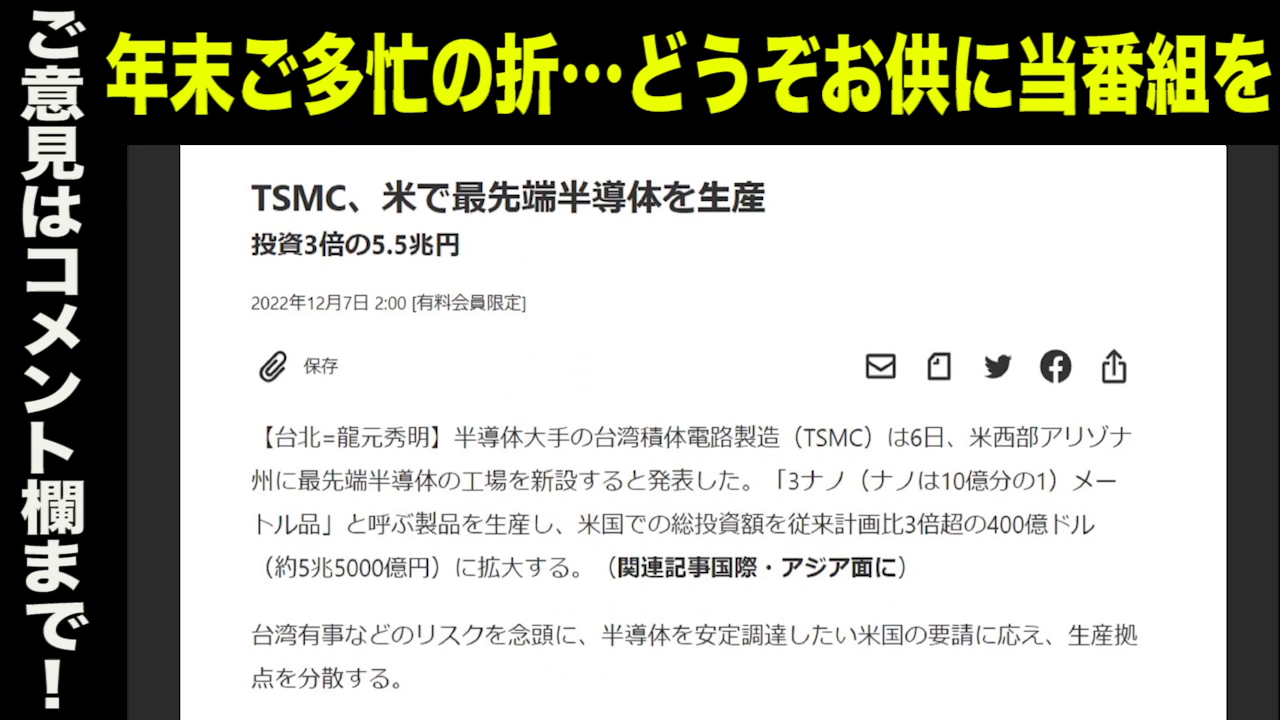 年末ご多忙の折…どうぞお供に当番組を
ご意見はコメント欄まで！
TSMC、米で最先端半導体を生産
投資3倍の5.5兆円
2022年12月7日 2:00 [有料会員限定]
保存
【台北=龍元秀明】半導体大手の台湾積体電路製造（TSMC）は6日、米西部アリゾナ
州に最先端半導体の工場を新設すると発表した。「3ナノ（ナノは10億分の1）メー
トル品」と呼ぶ製品を生産し、米国での総投資額を従来計画比3倍超の400億ドル
（約5兆5000億円）に拡大する。（関連記事国際・アジア面に）
台湾有事などのリスクを念頭に、半導体を安定調達したい米国の要請に応え、生産拠
点を分散する。